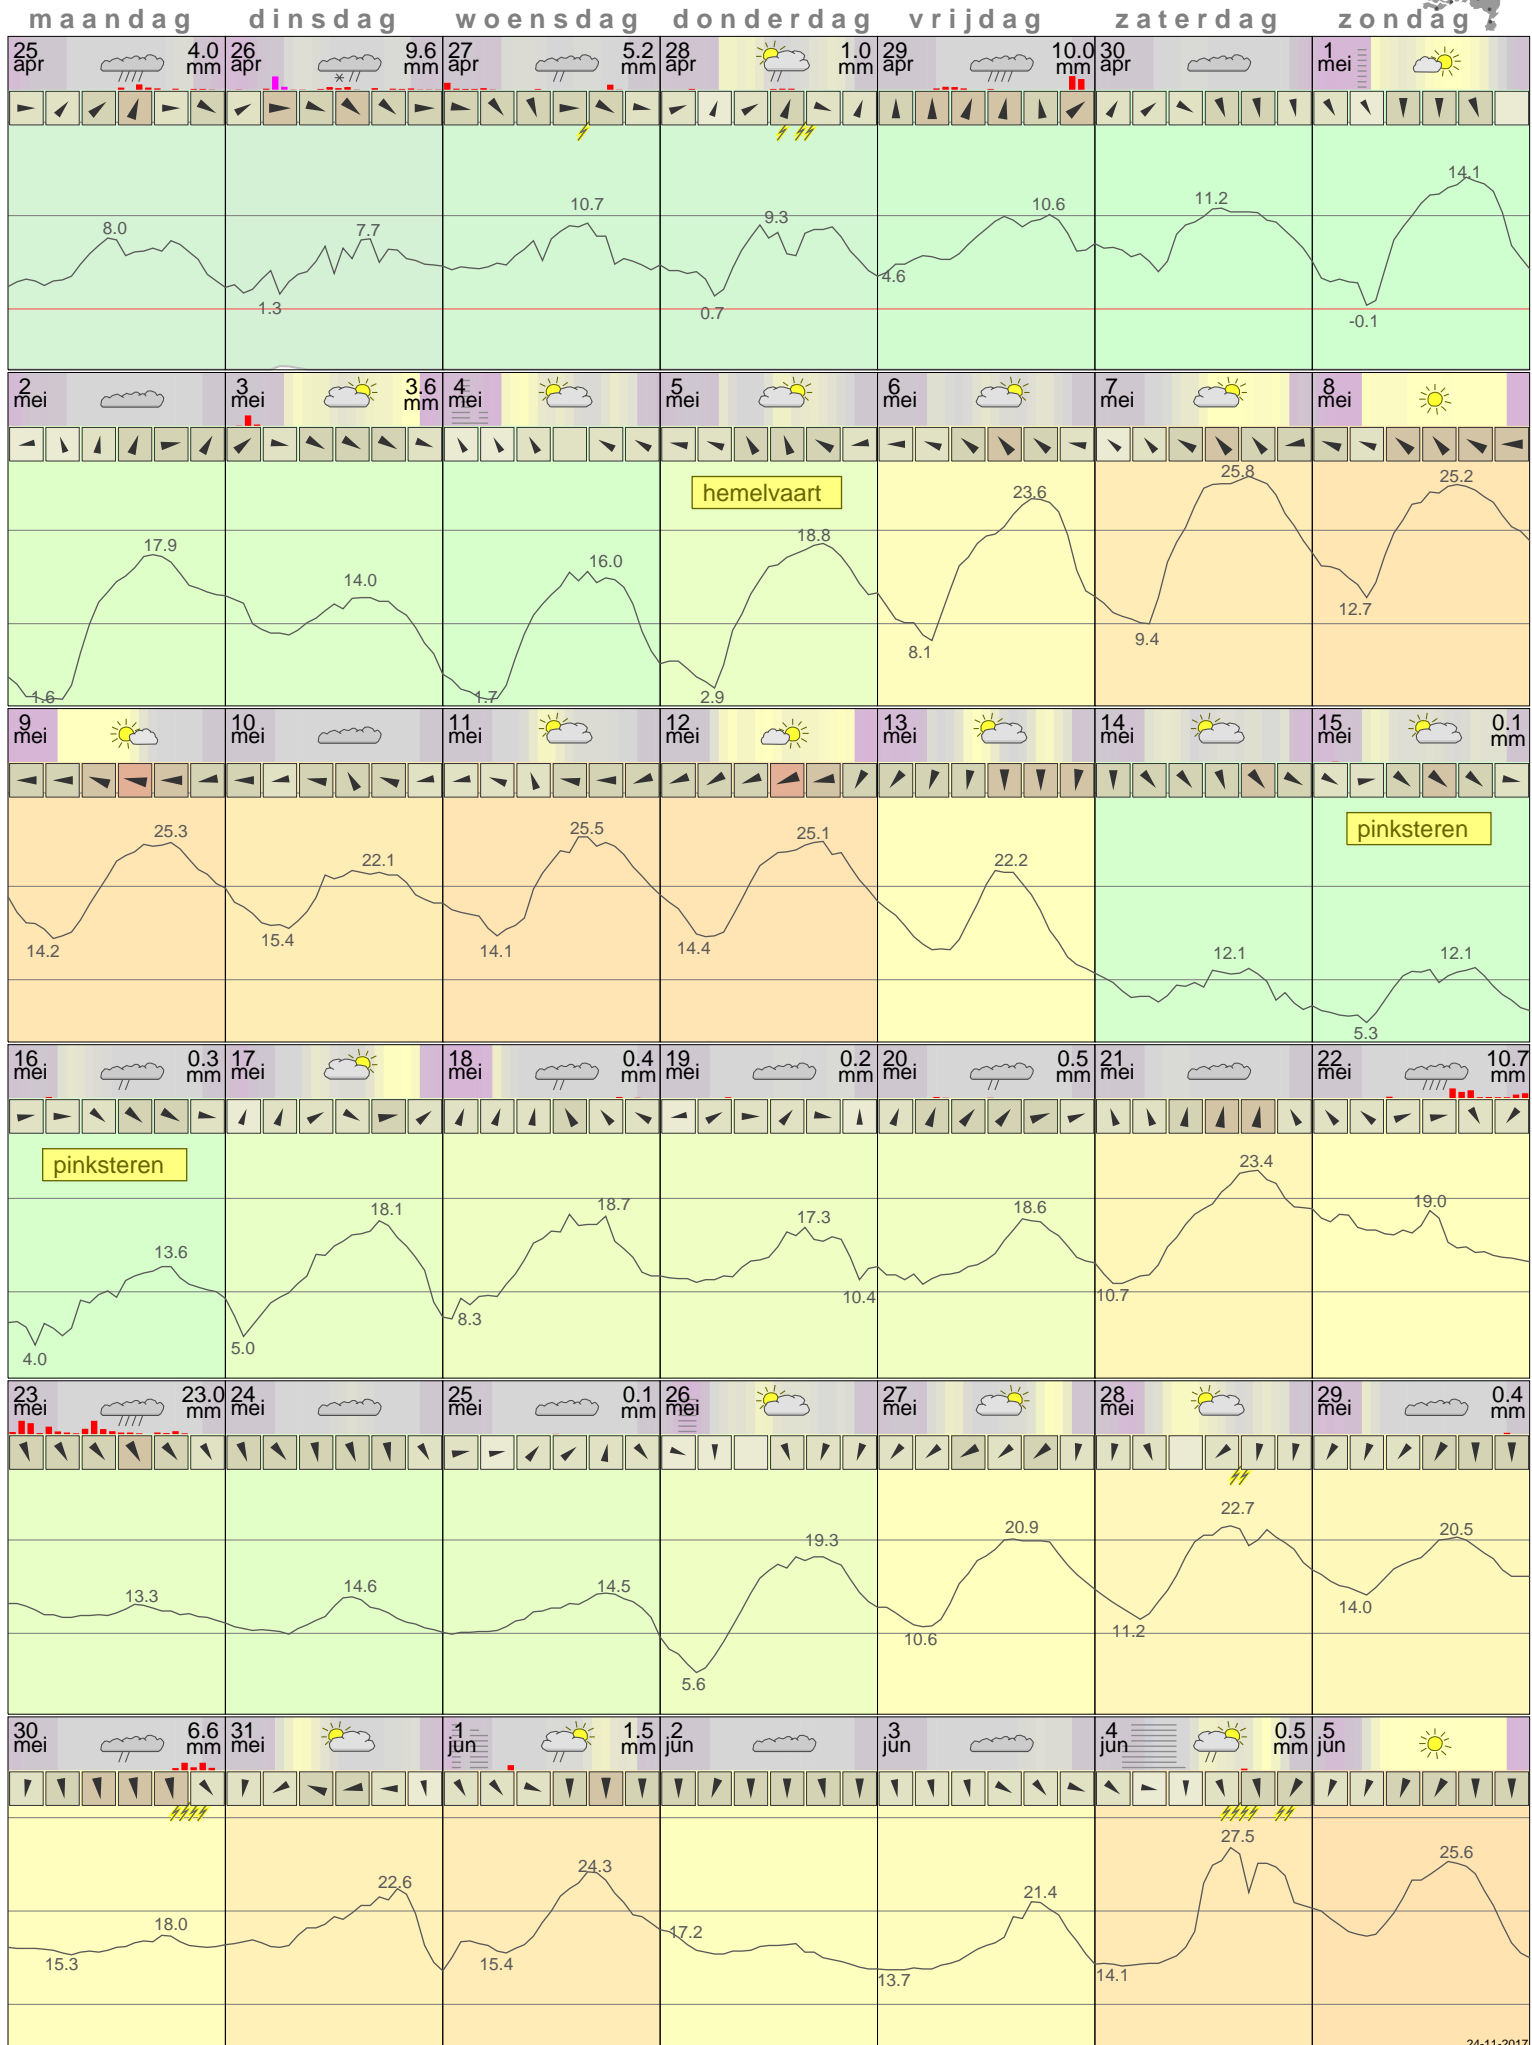 maandag dinsdag woensdag donderdag vrijdag zaterdag zondag
25 apr 4.0 mm 26 apr 9.6 mm 27 apr 5.2 mm 28 apr 1.0 mm 29 apr 10.0 mm 30 apr 1 mei
14.1
11.2
10.7 10.6
9.3
8.0 7.7
4.6
1.3 0.7 -0.1
2 mei 3 mei 3.6 mm 4 mei 5 mei 6 mei 7 mei 8 mei
25.8 25.2
hemelvaart 23.6
18.8
17.9 16.0
14.0
12.7
8.1 9.4
1.6 1.7 2.9
9 mei 10 mei 11 mei 12 mei 13 mei 14 mei 15 mei 0.1 mm
pinksteren
25.3 25.5 25.1
22.1 22.2
14.2 15.4 14.1 14.4 12.1 12.1
5.3
16 mei 0.3 mm 17 mei 18 mei 0.4 mm 19 mei 0.2 mm 20 mei 0.5 mm 21 mei 22 mei 10.7 mm
pinksteren 23.4
18.1 18.7 17.3 18.6 19.0
13.6
8.3 10.4 10.7
4.0 5.0
23 mei 23.0 mm 24 mei 25 mei 0.1 mm 26 mei 27 mei 28 mei 29 mei 0.4 mm
22.7
19.3 20.9 20.5
13.3 14.6 14.5
14.0
10.6 11.2
5.6
30 mei 6.6 mm 31 mei 1 jun 1.5 mm 2 jun 3 jun 4 jun 0.5 mm 5 jun
27.5
24.3 25.6
22.6 21.4
18.0 17.2
15.3 15.4 13.7 14.1
24-11-2017